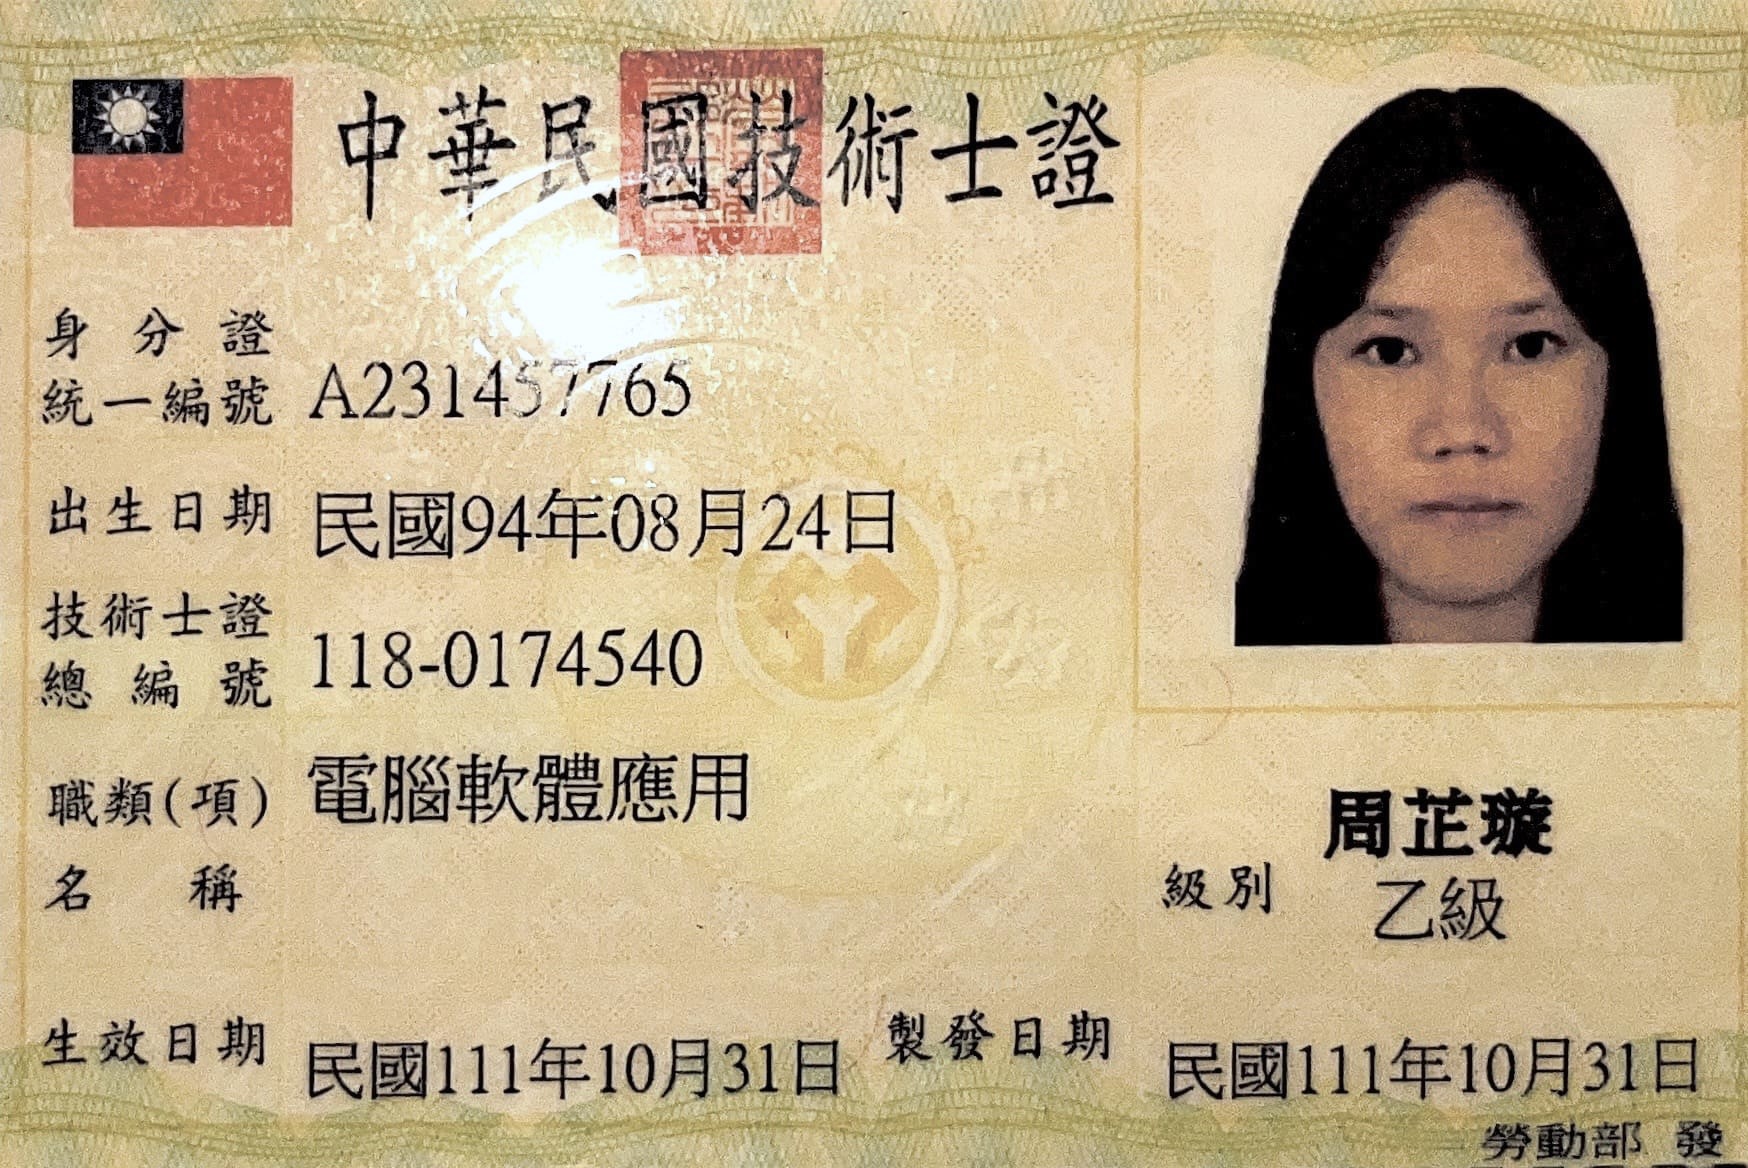 中華民國技術士證
身分證
統一編號 A231457765
出生日期 民國94年08月24日
技術士證
總編號 118-0174540
職類(項) 電腦軟體應用
名稱
周芷璇
級別 乙級
生效日期 民國111年10月31日
製發日期 民國111年10月31日
勞動部 發